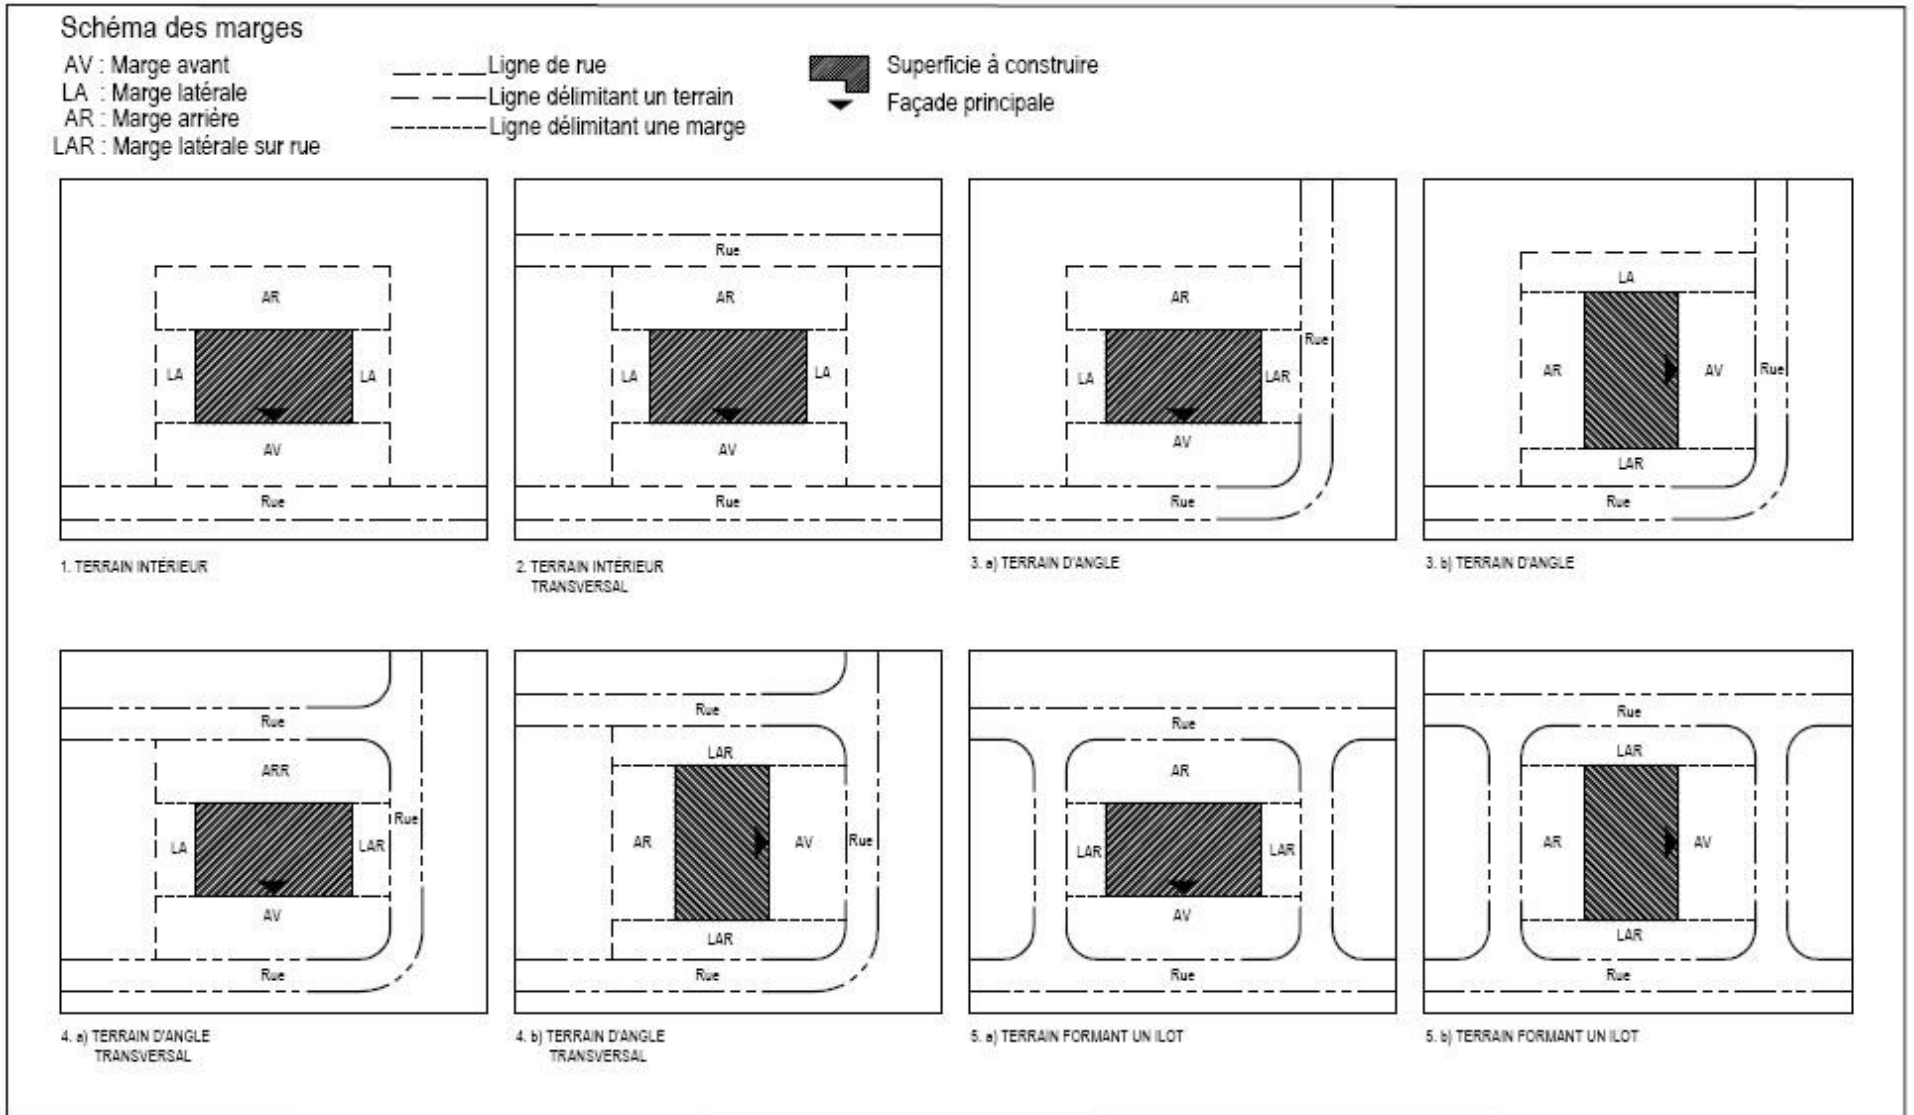 Schéma des marges
AV : Marge avant
LA : Marge latérale
AR : Marge arrière
LAR : Marge latérale sur rue
Ligne de rue
Ligne délimitant un terrain
Ligne délimitant une marge
Superficie à construire
Façade principale
AR
LA
LA
AV
Rue
1. TERRAIN INTÉRIEUR
Rue
AR
LA
LA
AV
Rue
2. TERRAIN INTÉRIEUR
TRANSVERSAL
AR
Rue
LA
LAR
AV
Rue
3. a) TERRAIN D'ANGLE
LA
AR
AV
Rue
LAR
Rue
3. b) TERRAIN D'ANGLE
Rue
ARR
Rue
LA
LAR
AV
Rue
4. a) TERRAIN D'ANGLE
TRANSVERSAL
Rue
LAR
AR
AV
Rue
LAR
Rue
4. b) TERRAIN D'ANGLE
TRANSVERSAL
Rue
AR
LAR
LAR
AV
Rue
5. a) TERRAIN FORMANT UN ILOT
Rue
LAR
AR
AV
LAR
Rue
5. b) TERRAIN FORMANT UN ILOT